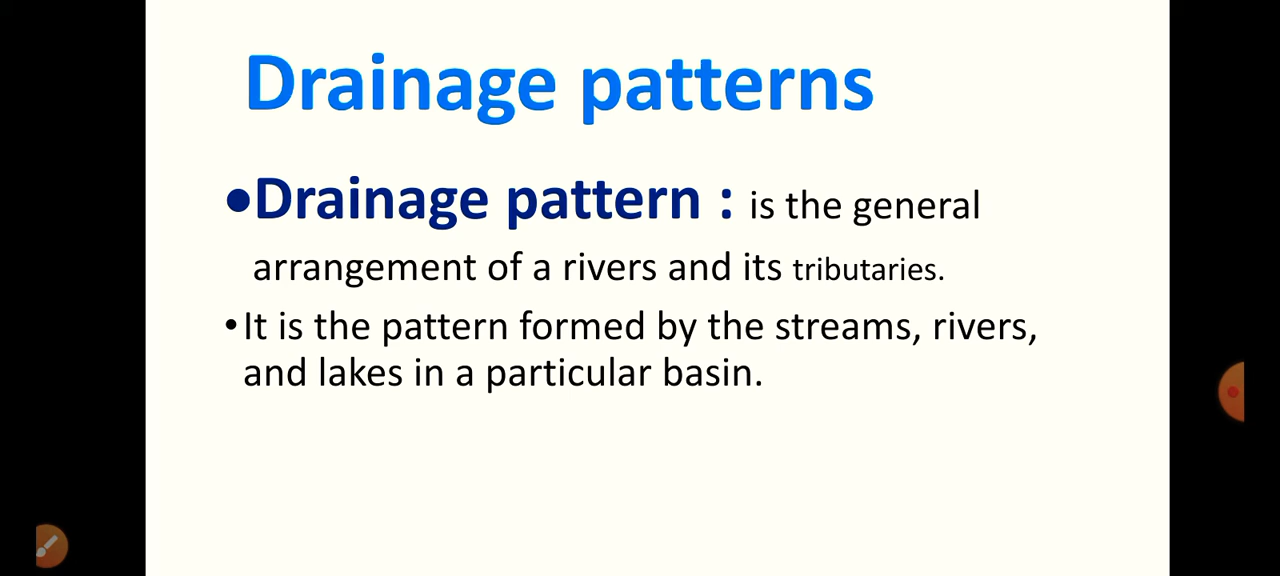 Drainage patterns
•Drainage pattern : is the general
arrangement of a rivers and its tributaries.
•It is the pattern formed by the streams, rivers,
and lakes in a particular basin.